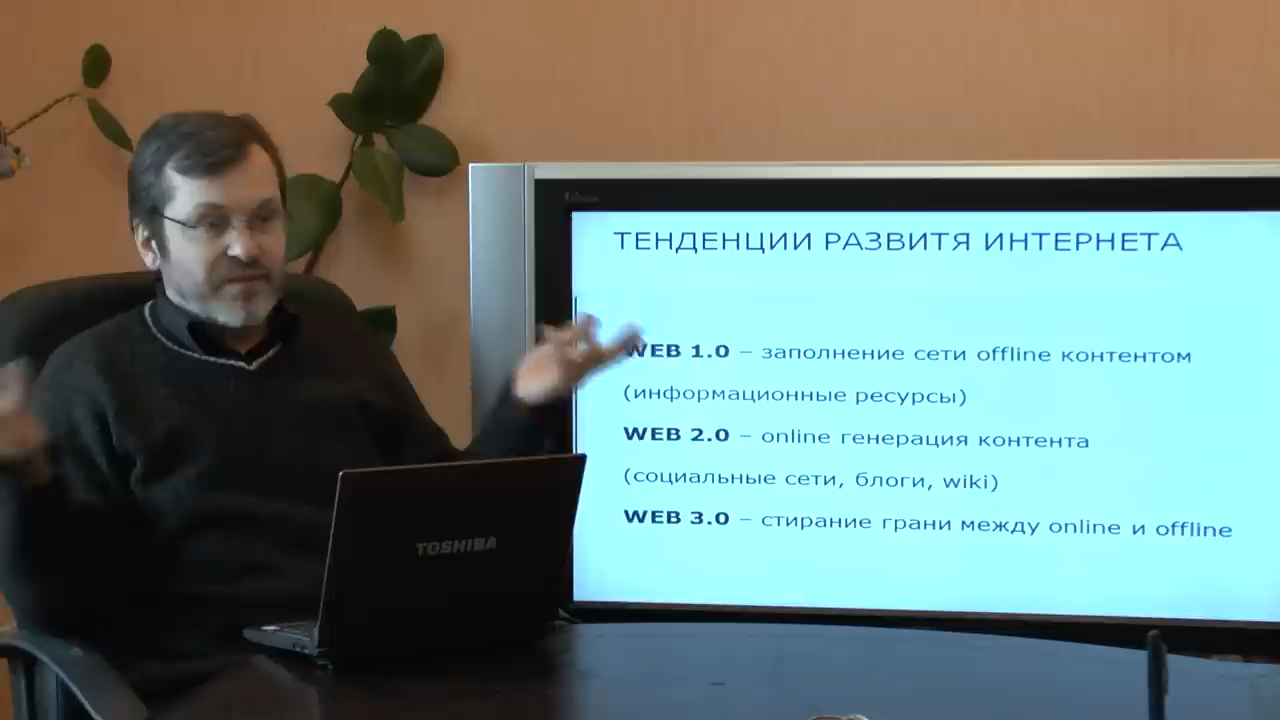 ТЕНДЕНЦИИ РАЗВИТЯ ИНТЕРНЕТА
WEB 1.0 – заполнение сети offline контентом
(информационные ресурсы)
WEB 2.0 – online генерация контента
(социальные сети, блоги, wiki)
WEB 3.0 – стирание грани между online и offline
TOSHIBA